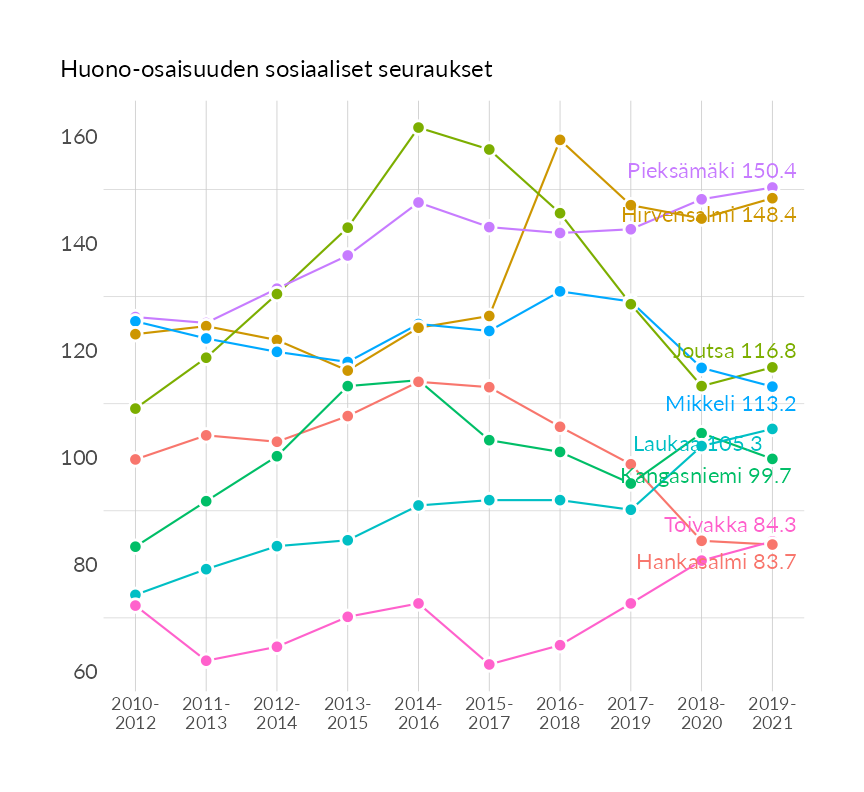 Huono-osaisuuden sosiaaliset seuraukset
160
140
120
100
80
60
Pieksämäki 150.4
Hirvensalmi 148.4
Joutsa 116.8
Mikkeli 113.2
Laukaa 105.3
Kangasniemi 99.7
Toivakka 84.3
Hankasalmi 83.7
2010-
2012
2011-
2013
2012-
2014
2013-
2015
2014-
2016
2015-
2017
2016-
2018
2017-
2019
2018-
2020
2019-
2021